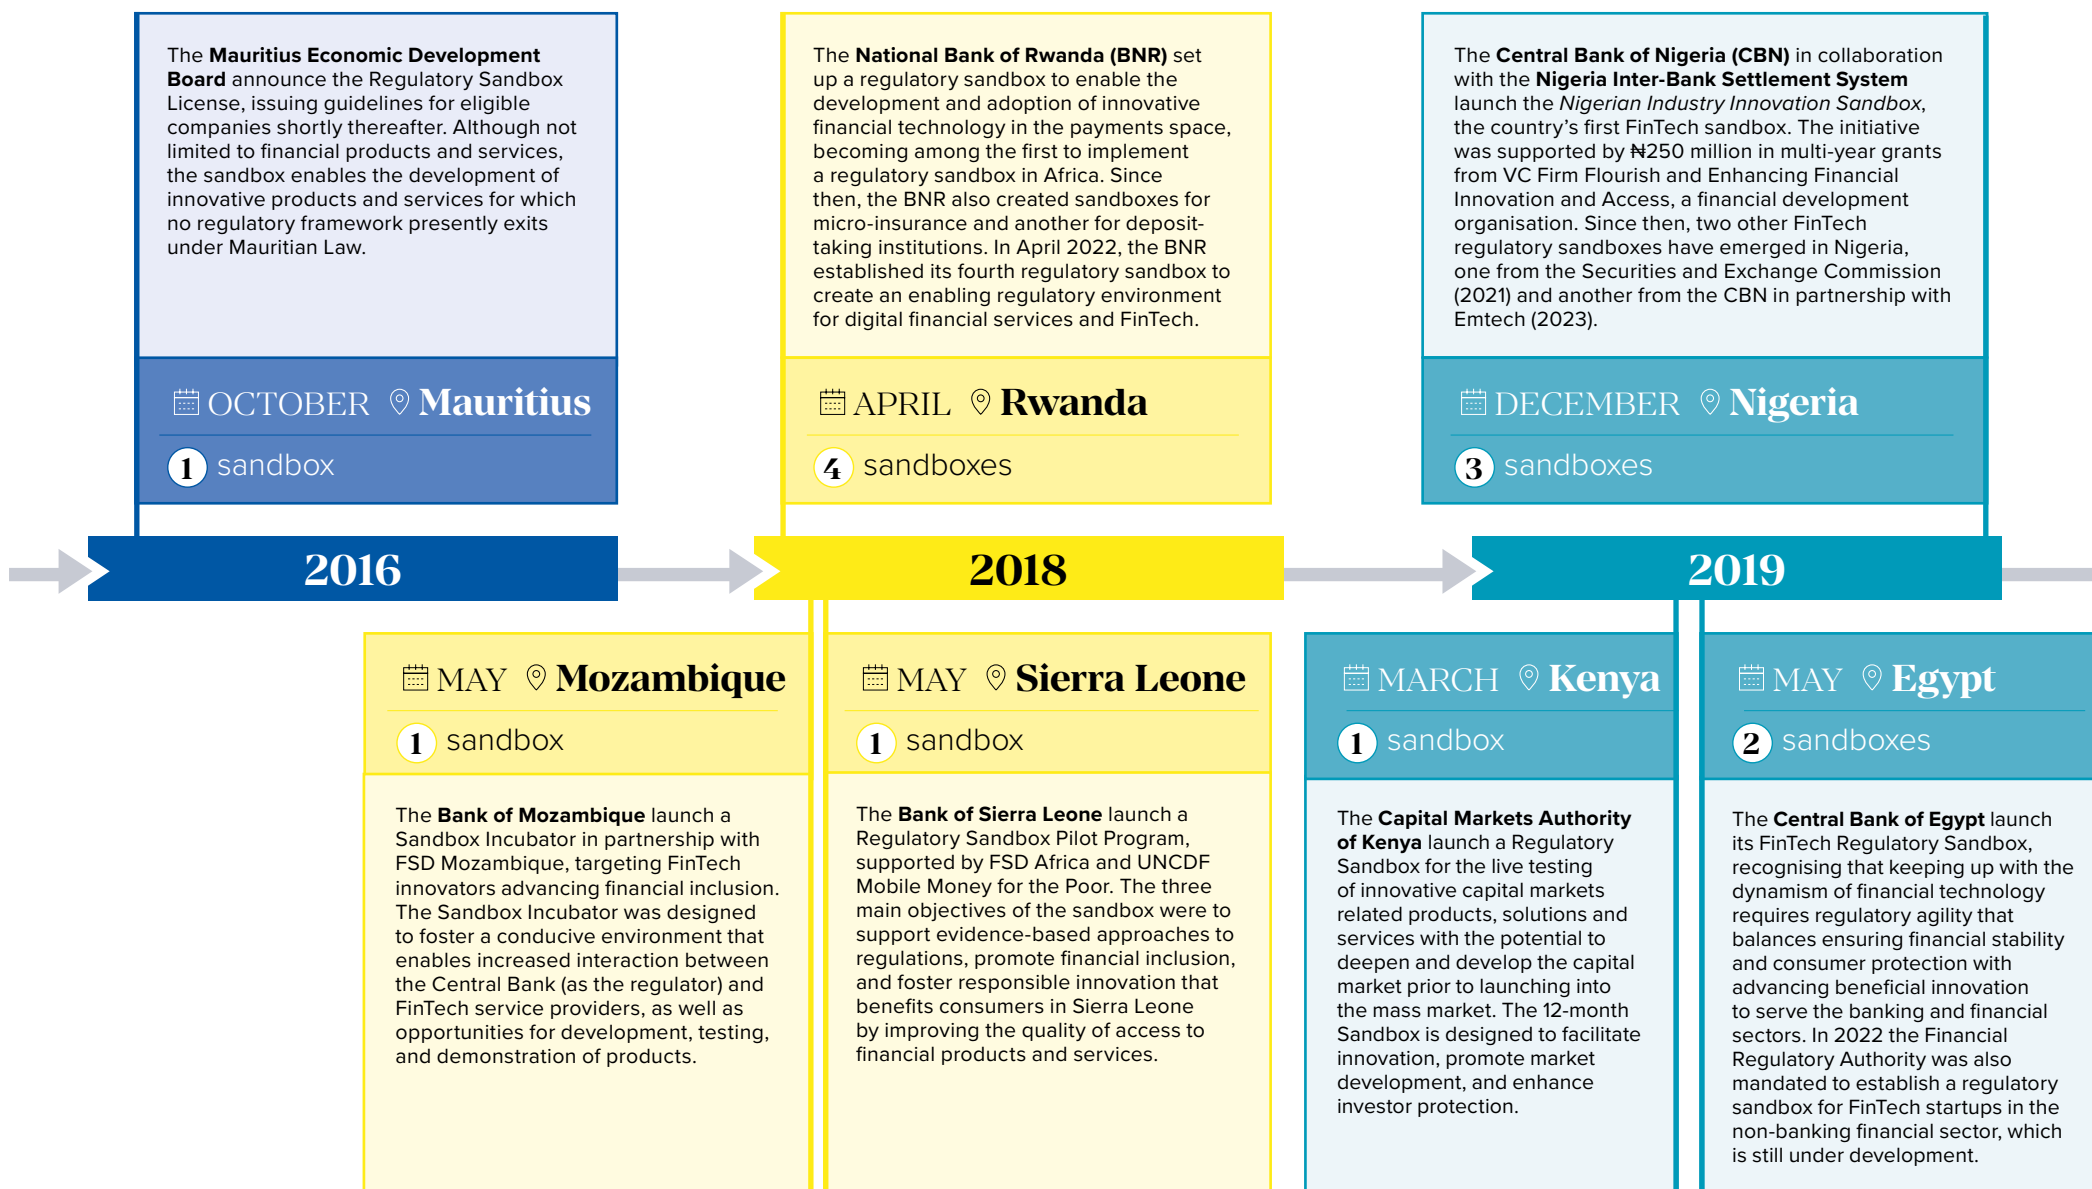 The Mauritius Economic Development
Board announce the Regulatory Sandbox
License, issuing guidelines for eligible
companies shortly thereafter. Although not
limited to financial products and services,
the sandbox enables the development of
innovative products and services for which
no regulatory framework presently exits
under Mauritian Law.
OCTOBER Mauritius
1 sandbox
The National Bank of Rwanda (BNR) set
up a regulatory sandbox to enable the
development and adoption of innovative
financial technology in the payments space,
becoming among the first to implement
a regulatory sandbox in Africa. Since
then, the BNR also created sandboxes for
micro-insurance and another for deposit-
taking institutions. In April 2022, the BNR
established its fourth regulatory sandbox to
create an enabling regulatory environment
for digital financial services and FinTech.
APRIL Rwanda
4 sandboxes
The Central Bank of Nigeria (CBN) in collaboration
with the Nigeria Inter-Bank Settlement System
launch the Nigerian Industry Innovation Sandbox,
the country's first FinTech sandbox. The initiative
was supported by ₦250 million in multi-year grants
from VC Firm Flourish and Enhancing Financial
Innovation and Access, a financial development
organisation. Since then, two other FinTech
regulatory sandboxes have emerged in Nigeria,
one from the Securities and Exchange Commission
(2021) and another from the CBN in partnership with
Emtech (2023).
DECEMBER Nigeria
3 sandboxes
2016
2018
2019
MAY Mozambique
1 sandbox
The Bank of Mozambique launch a
Sandbox Incubator in partnership with
FSD Mozambique, targeting FinTech
innovators advancing financial inclusion.
The Sandbox Incubator was designed
to foster a conducive environment that
enables increased interaction between
the Central Bank (as the regulator) and
FinTech service providers, as well as
opportunities for development, testing,
and demonstration of products.
MAY Sierra Leone
1 sandbox
The Bank of Sierra Leone launch a
Regulatory Sandbox Pilot Program,
supported by FSD Africa and UNCDF
Mobile Money for the Poor. The three
main objectives of the sandbox were to
support evidence-based approaches to
regulations, promote financial inclusion,
and foster responsible innovation that
benefits consumers in Sierra Leone
by improving the quality of access to
financial products and services.
MARCH Kenya
1 sandbox
The Capital Markets Authority
of Kenya launch a Regulatory
Sandbox for the live testing
of innovative capital markets
related products, solutions and
services with the potential to
deepen and develop the capital
market prior to launching into
the mass market. The 12-month
Sandbox is designed to facilitate
innovation, promote market
development, and enhance
investor protection.
MAY Egypt
2 sandboxes
The Central Bank of Egypt launch
its FinTech Regulatory Sandbox,
recognising that keeping up with the
dynamism of financial technology
requires regulatory agility that
balances ensuring financial stability
and consumer protection with
advancing beneficial innovation
to serve the banking and financial
sectors. In 2022 the Financial
Regulatory Authority was also
mandated to establish a regulatory
sandbox for FinTech startups in the
non-banking financial sector, which
is still under development.